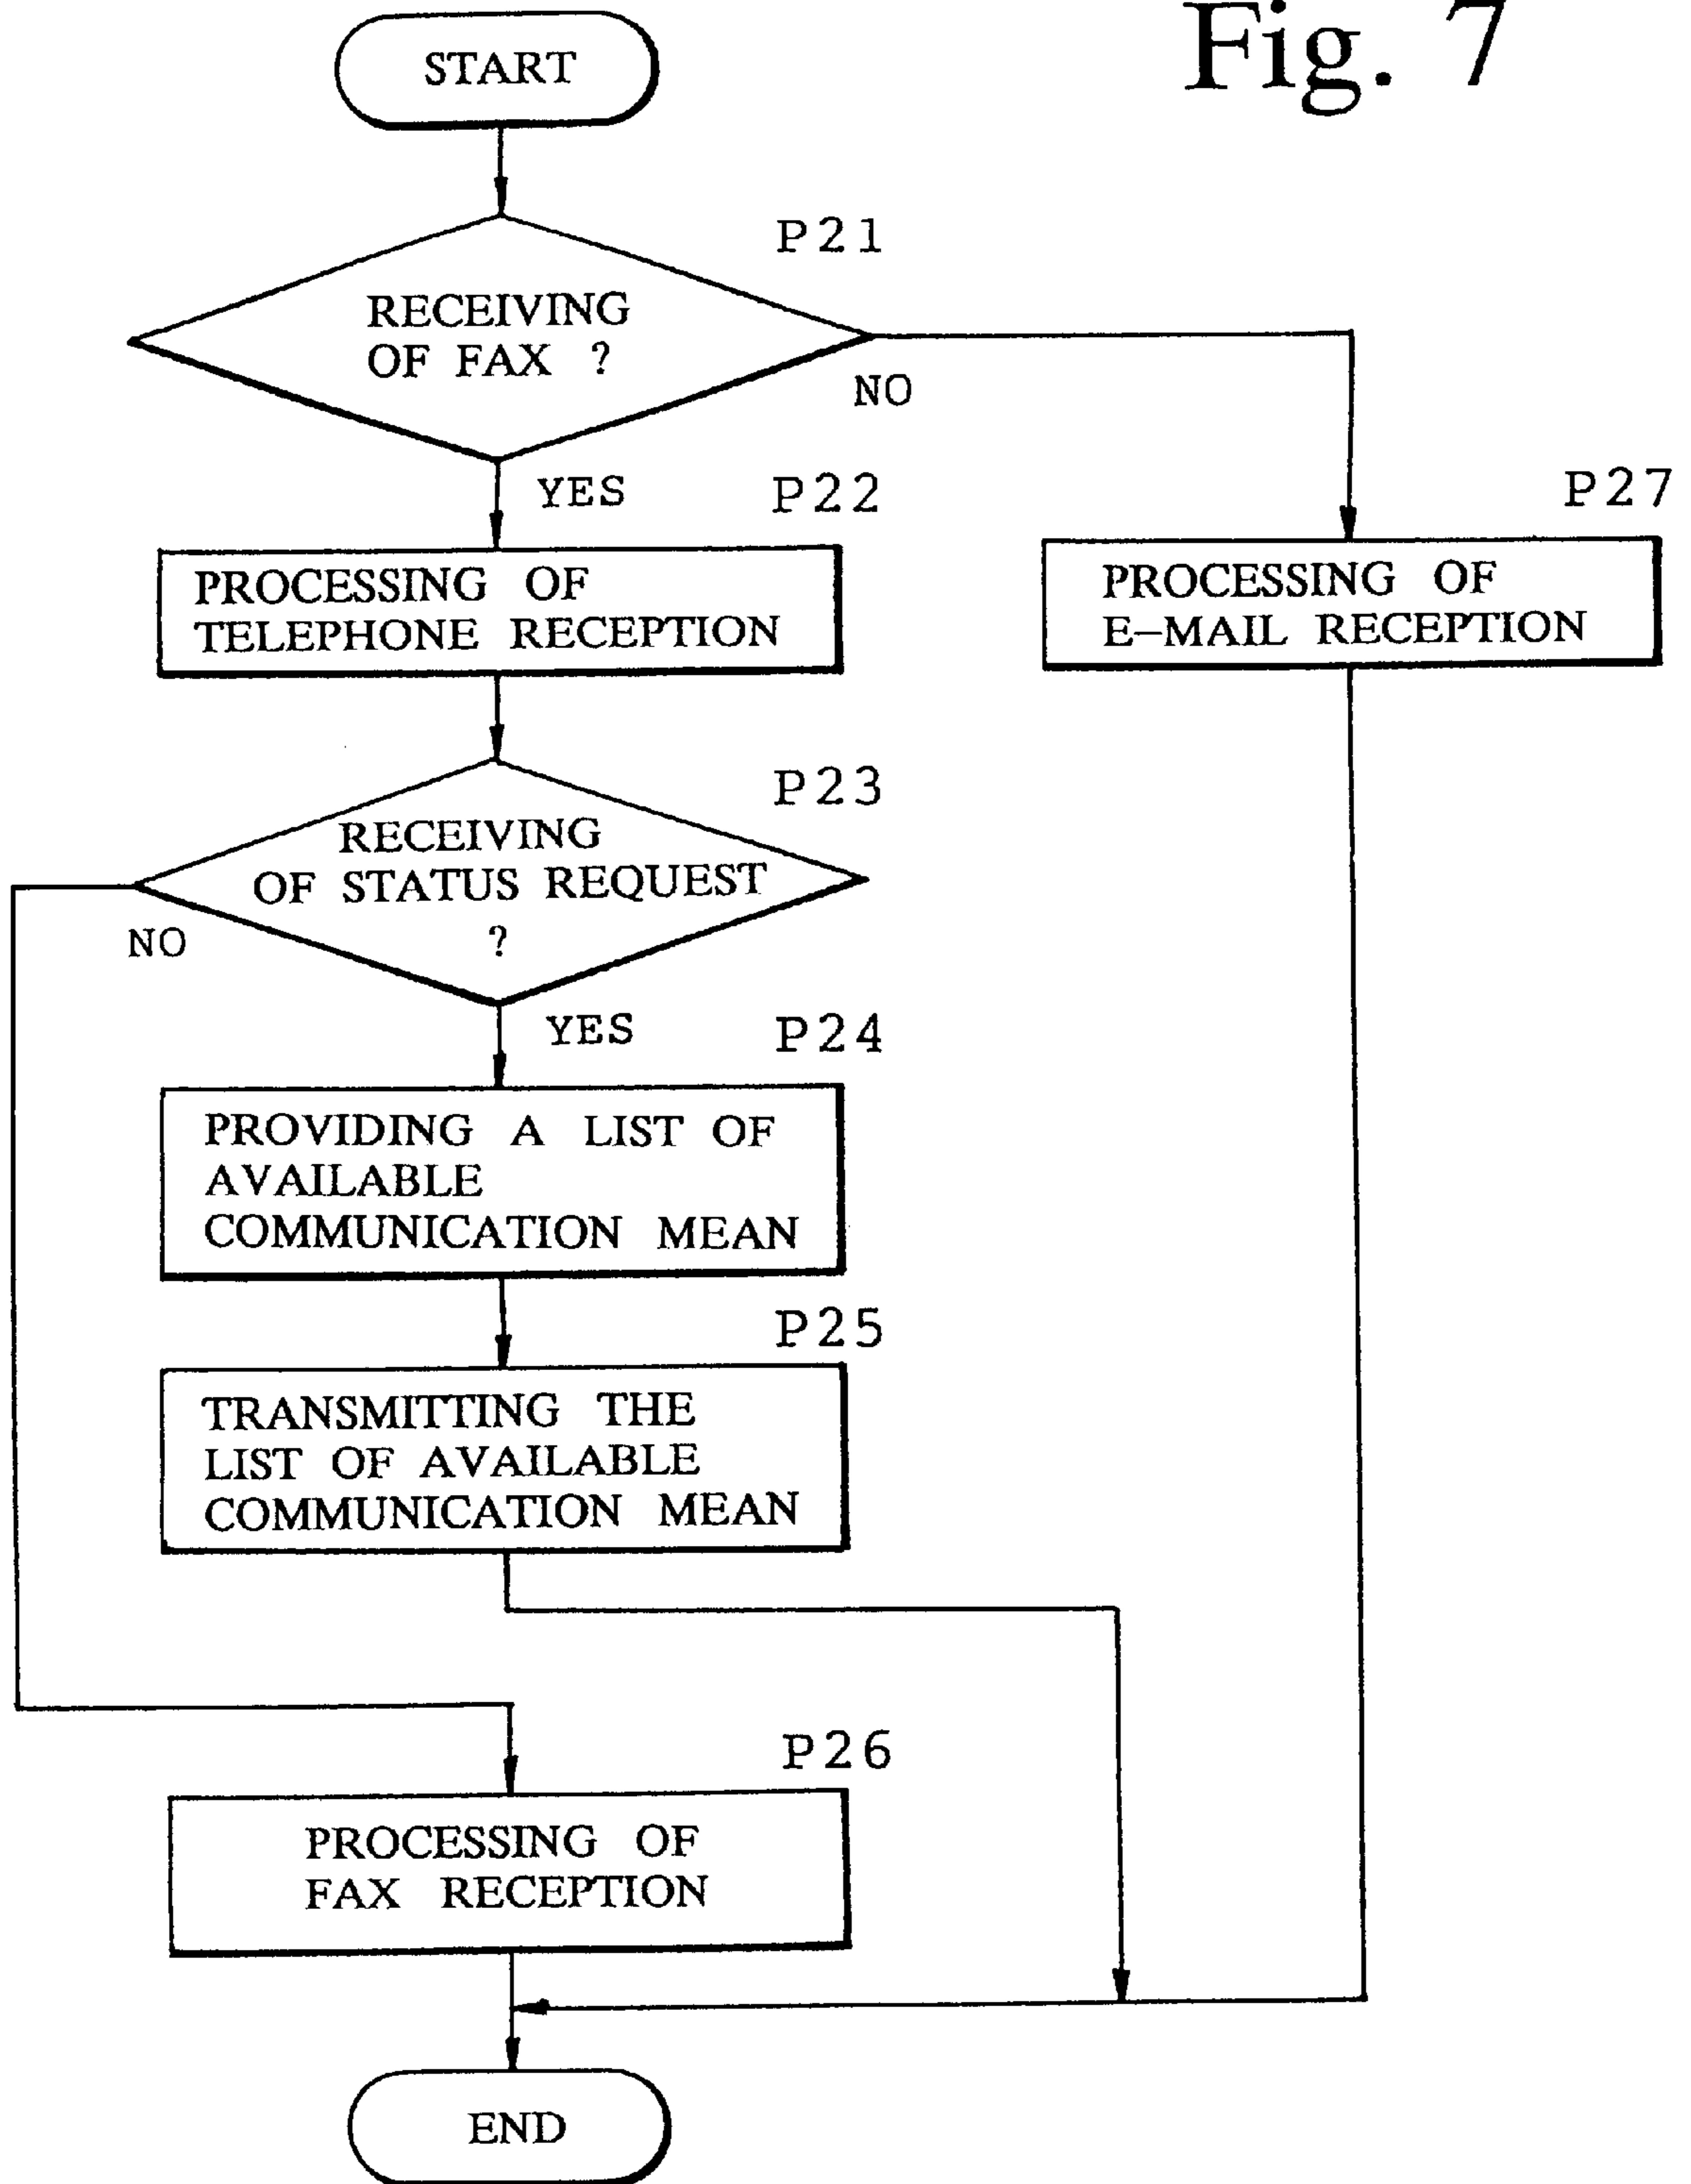 Fig. 7
START
P21
RECEIVING
OF FAX ?
NO
YES
P22
P27
PROCESSING OF
TELEPHONE RECEPTION
PROCESSING OF
E-MAIL RECEPTION
P23
RECEIVING
OF STATUS REQUEST
?
NO
YES
P24
PROVIDING A LIST OF
AVAILABLE
COMMUNICATION MEAN
P25
TRANSMITTING THE
LIST OF AVAILABLE
COMMUNICATION MEAN
P26
PROCESSING OF
FAX RECEPTION
END